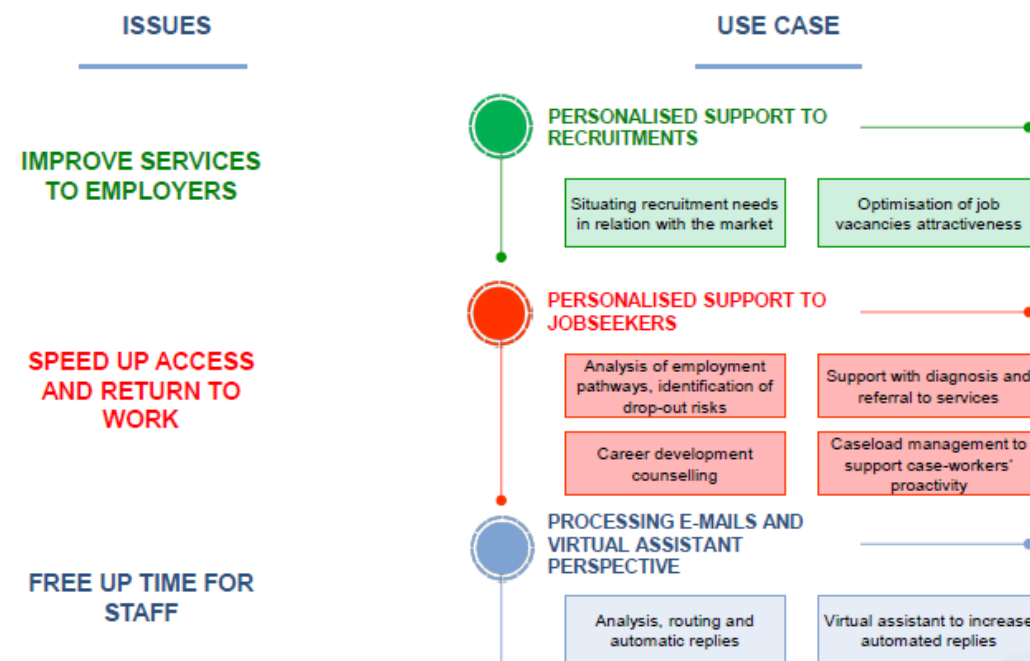 ISSUES
USE CASE
IMPROVE SERVICES
TO EMPLOYERS
PERSONALISED SUPPORT TO
RECRUITMENTS
Situating recruitment needs
in relation with the market
Optimisation of job
vacancies attractiveness
SPEED UP ACCESS
AND RETURN TO
WORK
PERSONALISED SUPPORT TO
JOBSEEKERS
Analysis of employment
pathways, identification of
drop-out risks
Support with diagnosis and
referral to services
Career development
counselling
Caseload management to
support case-workers'
proactivity
FREE UP TIME FOR
STAFF
PROCESSING E-MAILS AND
VIRTUAL ASSISTANT
PERSPECTIVE
Analysis, routing and
automatic replies
Virtual assistant to increase
automated replies